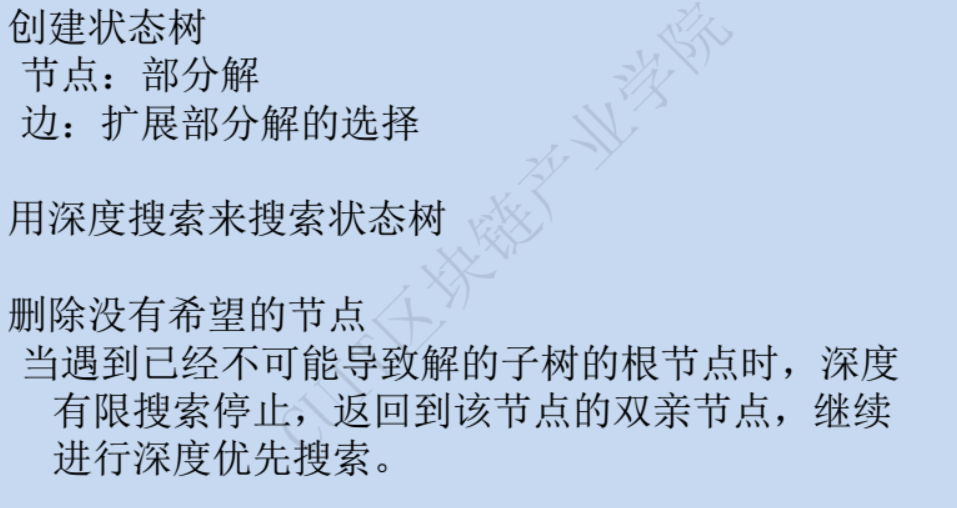 创建状态树
节点：部分解
边：扩展部分解的选择
用深度搜索来搜索状态树
删除没有希望的节点
当遇到已经不可能导致解的子树的根节点时，深度
有限搜索停止，返回到该节点的双亲节点，继续
进行深度优先搜索。
CUIT区块链产业学院